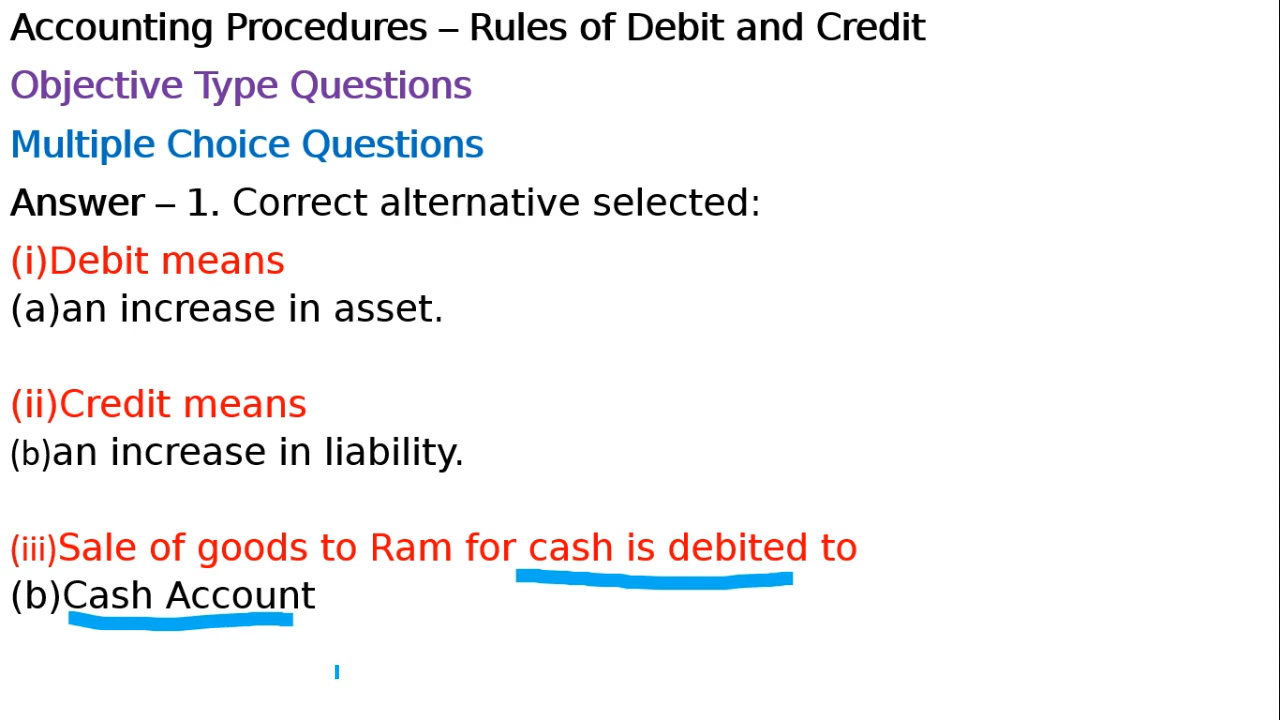 Accounting Procedures – Rules of Debit and Credit
Objective Type Questions
Multiple Choice Questions
Answer – 1. Correct alternative selected:
(i)Debit means
(a)an increase in asset.
(ii)Credit means
(b)an increase in liability.
(iii)Sale of goods to Ram for cash is debited to
(b)Cash Account